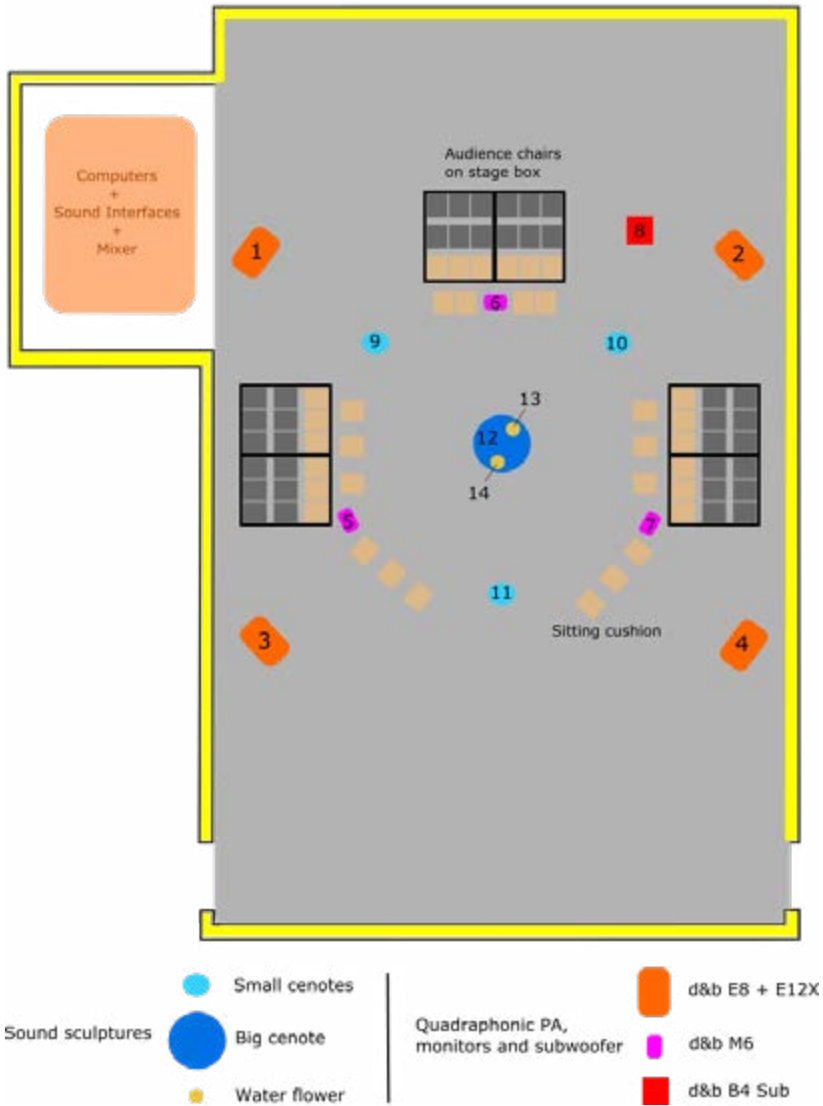 Computers
+
Sound Interfaces
+
Mixer
Audience chairs
on stage box
1
8
2
6
9
10
13
12
14
5
7
11
Sitting cushion
3
4
Small cenotes
Sound sculptures
Big cenote
Water flower
Quadraphonic PA,
monitors and subwoofer
d&b E8 + E12X
d&b M6
d&b B4 Sub